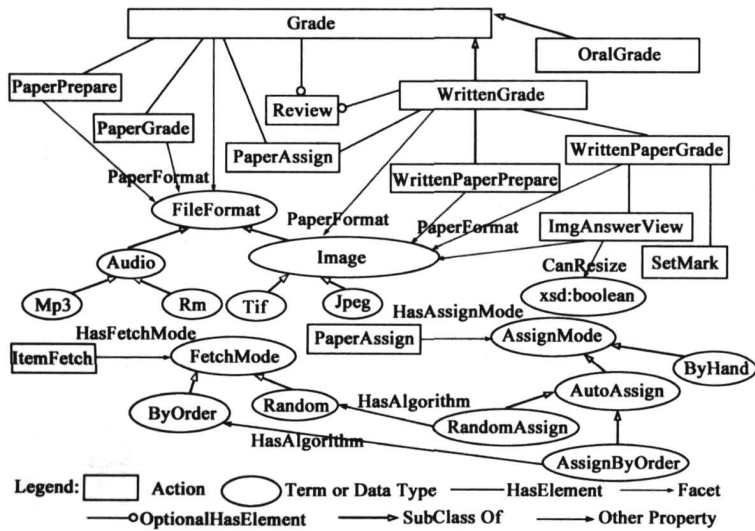 Grade
OralGrade
PaperPrepare
Review
WrittenGrade
PaperGrade
PaperAssign
WrittenPaperGrade
PaperFormat
WrittenPaperPrepare
FileFormat
PaperFormat
PaperFormat
ImgAnswerView
Image
Audio
CanResize
SetMark
Mp3
Rm
Tif
Jpeg
xsd:boolean
HasAssignMode
HasFetchMode
PaperAssign
AssignMode
ItemFetch
FetchMode
ByHand
HasAlgorithm
AutoAssign
ByOrder
Random
RandomAssign
HasAlgorithm
AssignByOrder
Legend: Action Term or Data Type HasElement Facet
OptionalHasElement SubClass Of Other Property